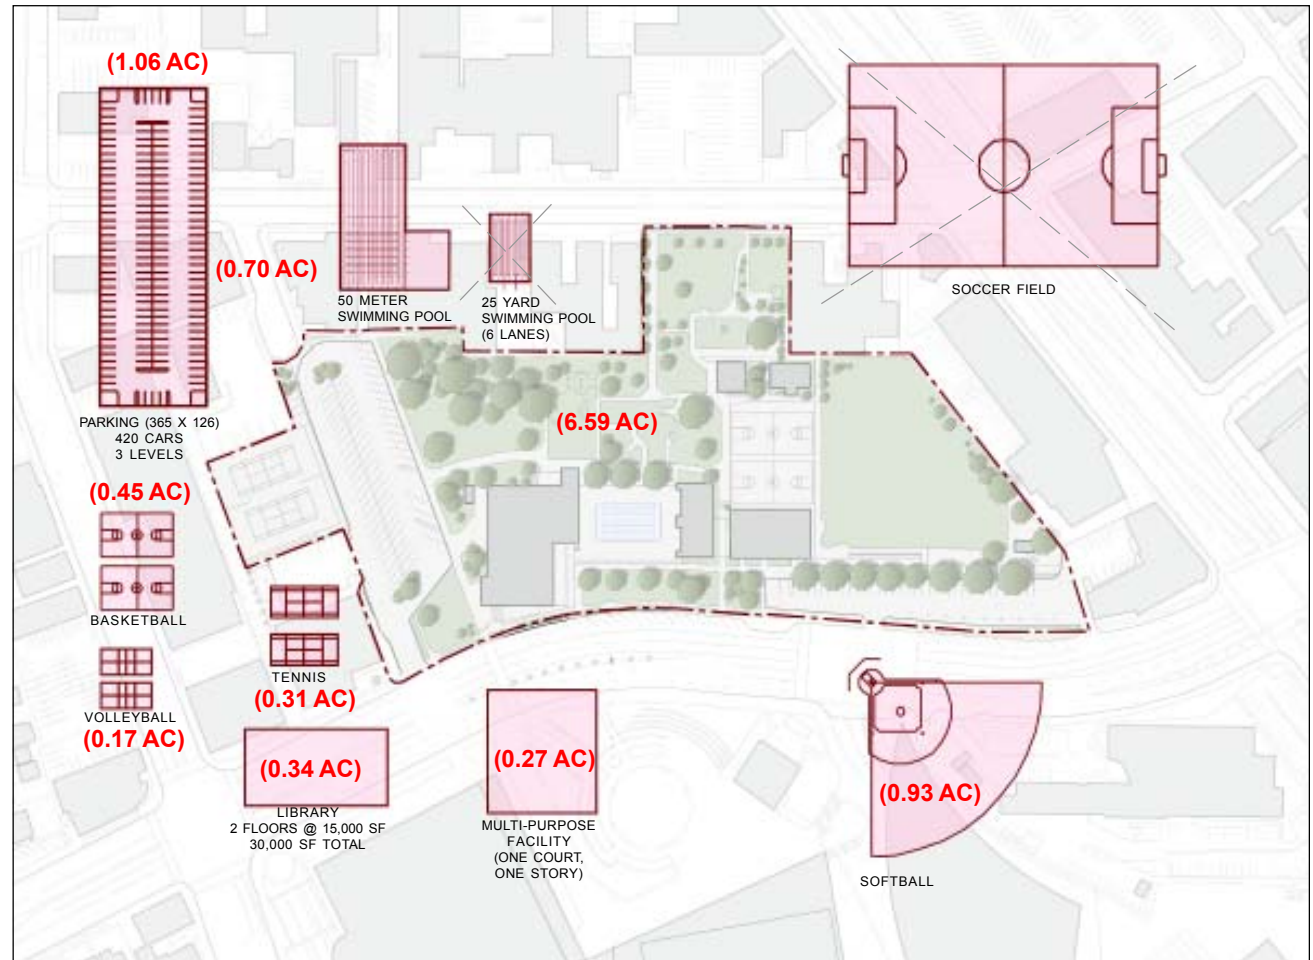 (1.06 AC)
(0.70 AC)
50 METER
SWIMMING POOL
25 YARD
SWIMMING POOL
(6 LANES)
SOCCER FIELD
PARKING (365 X 126)
420 CARS
3 LEVELS
(6.59 AC)
(0.45 AC)
BASKETBALL
TENNIS
(0.31 AC)
VOLLEYBALL
(0.17 AC)
(0.34 AC)
LIBRARY
2 FLOORS @ 15,000 SF
30,000 SF TOTAL
(0.27 AC)
MULTI-PURPOSE
FACILITY
(ONE COURT,
ONE STORY)
(0.93 AC)
SOFTBALL